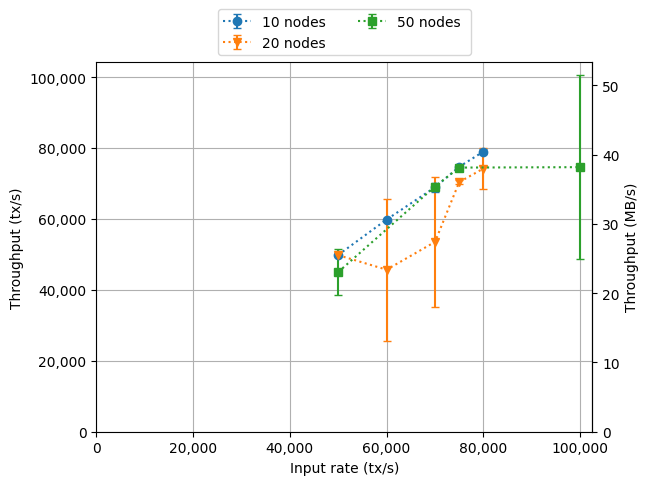 10 nodes
20 nodes
50 nodes
100,000
80,000
60,000
40,000
20,000
0
Throughput (tx/s)
50
40
30
20
10
0
Throughput (MB/s)
0 20,000 40,000 60,000 80,000 100,000
Input rate (tx/s)